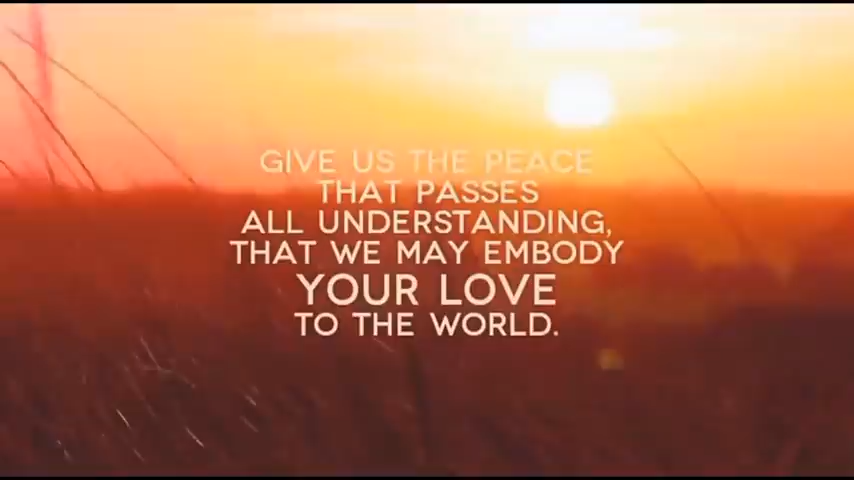 GIVE US THE PEACE
THAT PASSES
ALL UNDERSTANDING,
THAT WE MAY EMBODY
YOUR LOVE
TO THE WORLD.